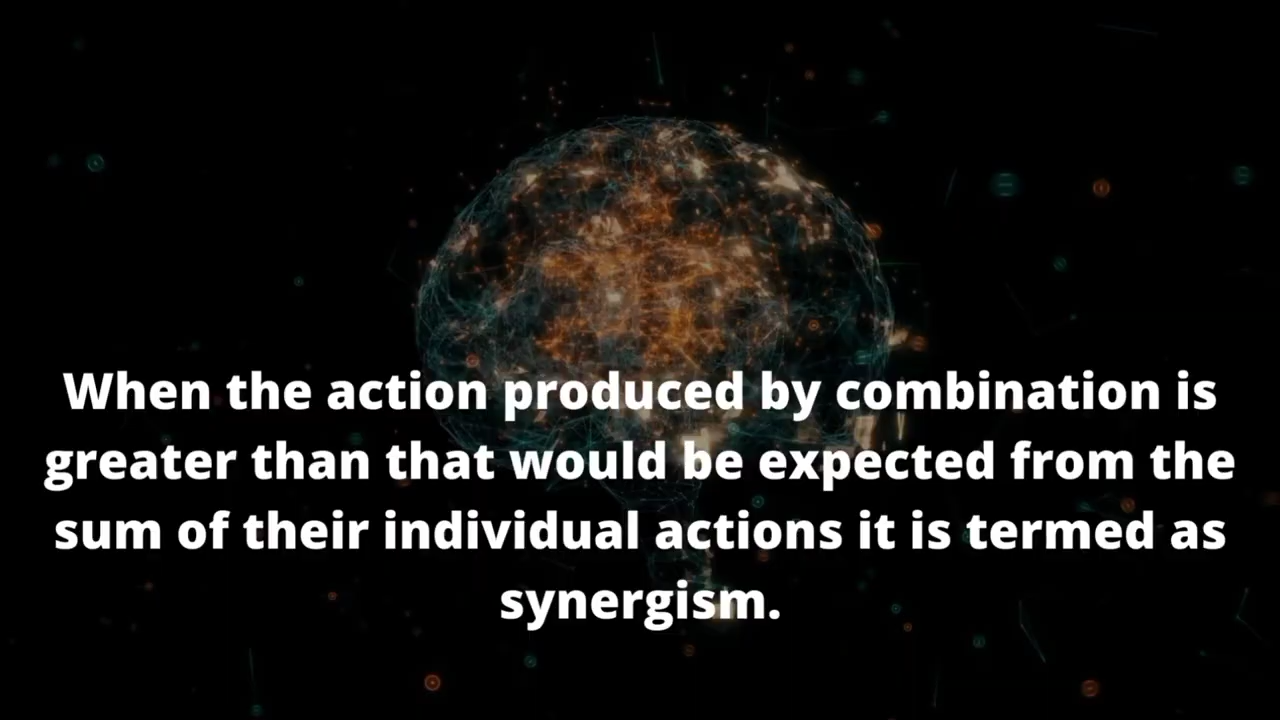 When the action produced by combination is
greater than that would be expected from the
sum of their individual actions it is termed as
synergism.